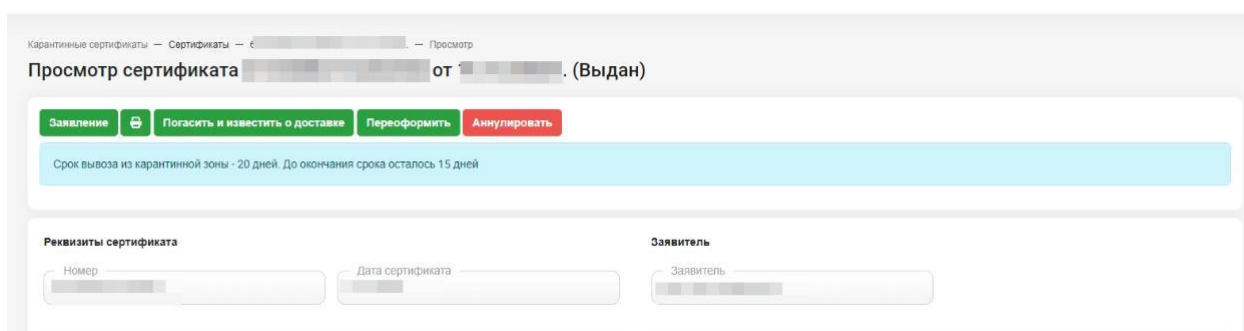 Карантинные сертификаты — Сертификаты — — Просмотр
Просмотр сертификата от . (Выдан)
Заявление Погасить и известить о доставке Переоформить Аннулировать
Срок вывоза из карантинной зоны - 20 дней. До окончания срока осталось 15 дней
Реквизиты сертификата Заявитель
Номер Дата сертификата Заявитель